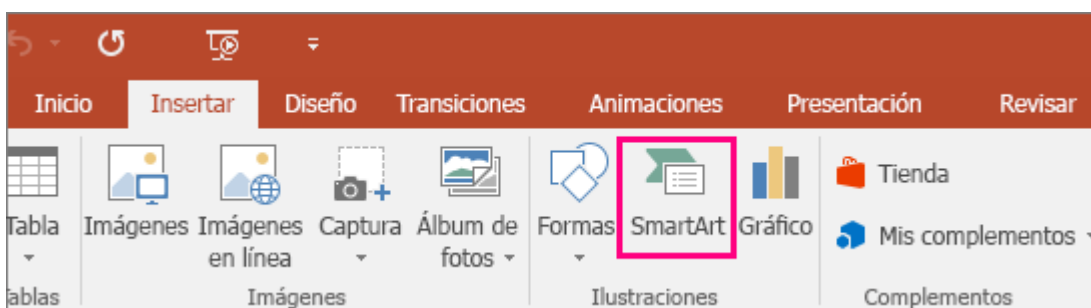 Inicio Insertar Diseño Transiciones Animaciones Presentación Revisar
Tabla Imágenes Imágenes en línea Captura Álbum de fotos Formas SmartArt Gráfico
Tienda
Mis complementos
Tablas Imágenes Ilustraciones Complementos